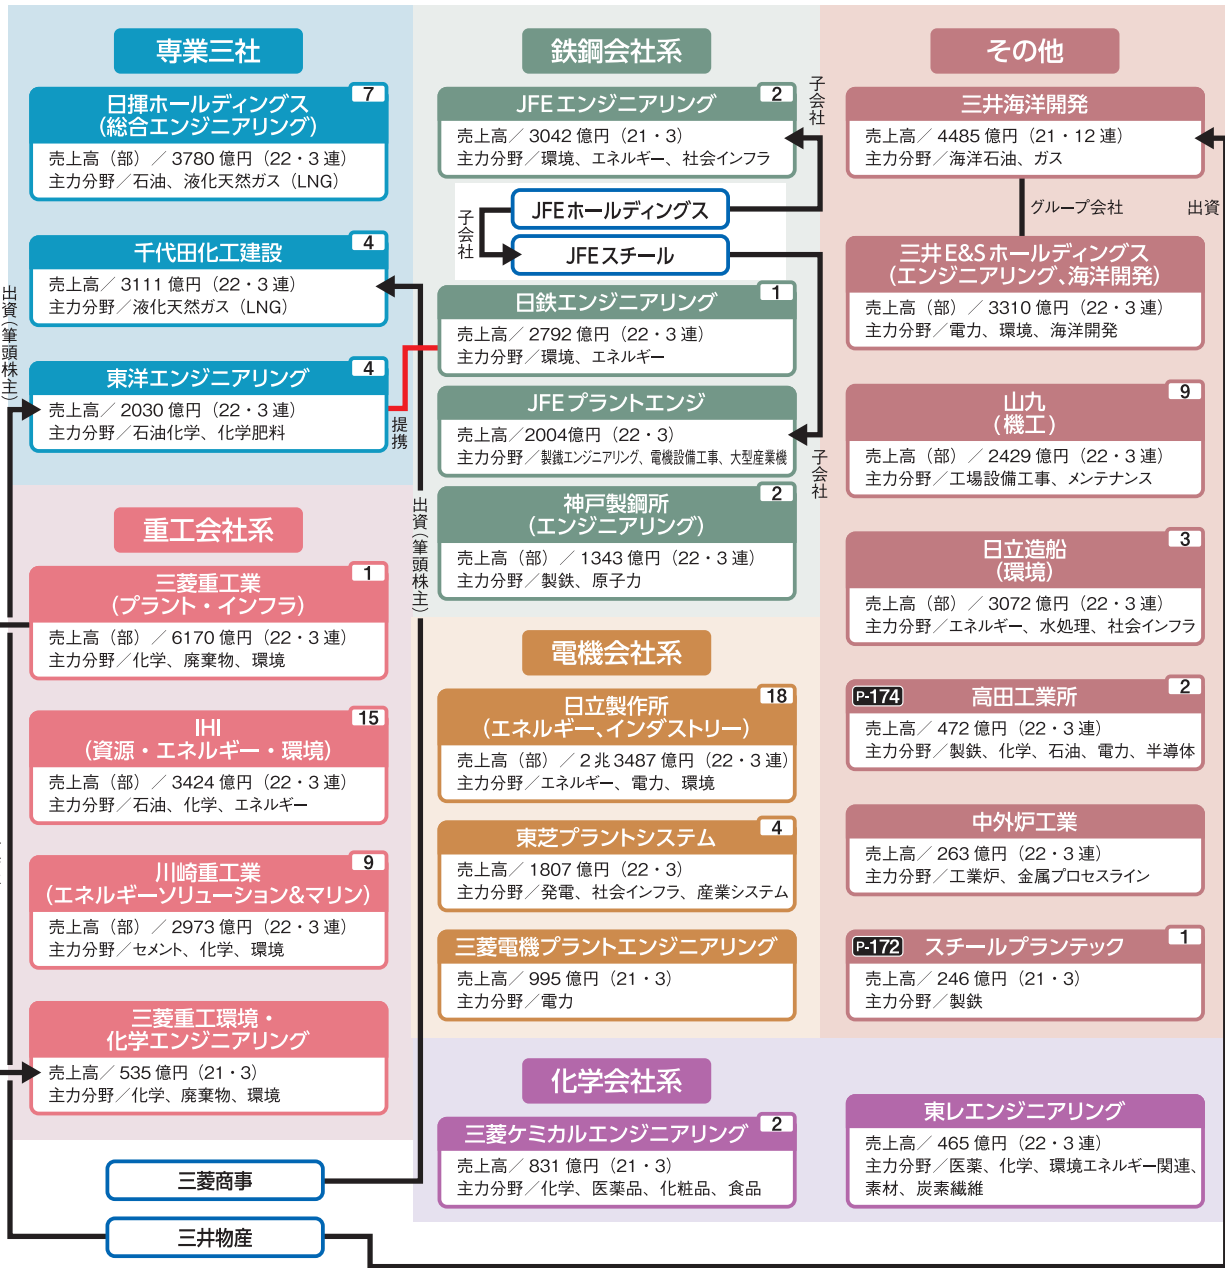 専業三社
7
日揮ホールディングス
(総合エンジニアリング)
売上高(部)/3780億円(22・3連)
主力分野/石油、液化天然ガス(LNG)
4
千代田化工建設
売上高/3111億円(22・3連)
主力分野/液化天然ガス(LNG)
4
東洋エンジニアリング
売上高/2030億円(22・3連)
主力分野/石油化学、化学肥料
出資(筆頭株主)
提携
重工会社系
1
三菱重工業
(プラント・インフラ)
売上高(部)/6170億円(22・3連)
主力分野/化学、廃棄物、環境
15
IHI
(資源・エネルギー・環境)
売上高(部)/3424億円(22・3連)
主力分野/石油、化学、エネルギー
9
川崎重工業
(エネルギーソリューション&マリン)
売上高(部)/2973億円(22・3連)
主力分野/セメント、化学、環境
三菱重工環境・
化学エンジニアリング
売上高/535億円(21・3)
主力分野/化学、廃棄物、環境
三菱商事
三井物産
出資(筆頭株主)
鉄鋼会社系
2
JFEエンジニアリング
売上高/3042億円(21・3)
主力分野/環境、エネルギー、社会インフラ
子会社
JFEホールディングス
子会社
JFEスチール
1
日鉄エンジニアリング
売上高/2792億円(22・3連)
主力分野/環境、エネルギー
JFEプラントエンジ
売上高/2004億円(22・3)
主力分野/製鐵エンジニアリング、電機設備工事、大型産業機
子会社
2
神戸製鋼所
(エンジニアリング)
売上高(部)/1343億円(22・3連)
主力分野/製鉄、原子力
電機会社系
18
日立製作所
(エネルギー、インダストリー)
売上高(部)/2兆3487億円(22・3連)
主力分野/エネルギー、電力、環境
4
東芝プラントシステム
売上高/1807億円(22・3)
主力分野/発電、社会インフラ、産業システム
三菱電機プラントエンジニアリング
売上高/995億円(21・3)
主力分野/電力
化学会社系
2
三菱ケミカルエンジニアリング
売上高/831億円(21・3)
主力分野/化学、医薬品、化粧品、食品
東レエンジニアリング
売上高/465億円(22・3連)
主力分野/医薬、化学、環境エネルギー関連、
素材、炭素繊維
その他
三井海洋開発
売上高/4485億円(21・12連)
主力分野/海洋石油、ガス
グループ会社
出資
三井E&Sホールディングス
(エンジニアリング、海洋開発)
売上高(部)/3310億円(22・3連)
主力分野/電力、環境、海洋開発
9
山九
(機工)
売上高(部)/2429億円(22・3連)
主力分野/工場設備工事、メンテナンス
3
日立造船
(環境)
売上高(部)/3072億円(22・3連)
主力分野/エネルギー、水処理、社会インフラ
2
P-174 高田工業所
売上高/472億円(22・3連)
主力分野/製鉄、化学、石油、電力、半導体
中外炉工業
売上高/263億円(22・3連)
主力分野/工業炉、金属プロセスライン
1
P-172 スチールプランテック
売上高/246億円(21・3)
主力分野/製鉄